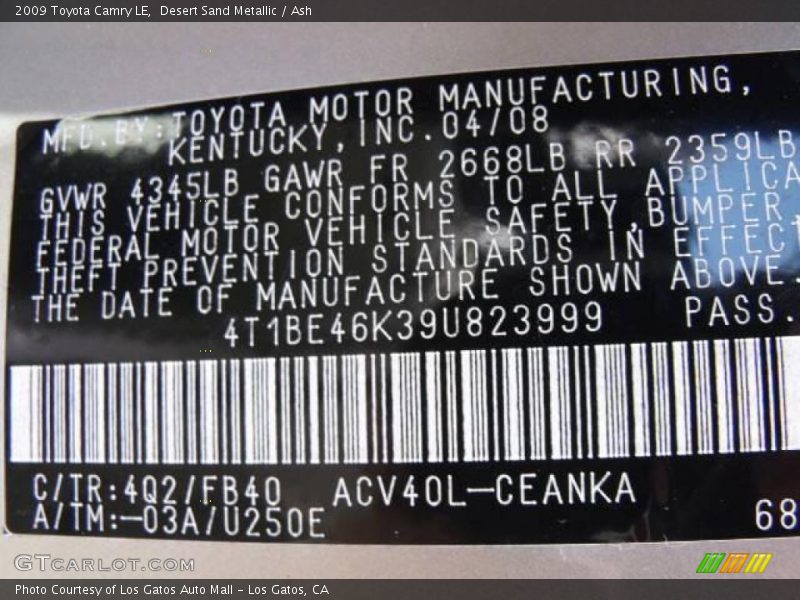 2009 Toyota Camry LE, Desert Sand Metallic / Ash
MFD.BY:TOYOTA MOTOR MANUFACTURING,
KENTUCKY,INC.04/08
GVWR 4345LB GAWR FR 2668LB RR 2359LB
THIS VEHICLE CONFORMS TO ALL APPLICA
FEDERAL MOTOR VEHICLE SAFETY,BUMPER,
THEFT PREVENTION STANDARDS IN EFFECT
THE DATE OF MANUFACTURE SHOWN ABOVE.
4T1BE46K39U823999 PASS.
C/TR:4Q2/FB40 ACV40L-CEANKA
A/TM:-03A/U250E 68
GTCARLOT.COM
Photo Courtesy of Los Gatos Auto Mall - Los Gatos, CA